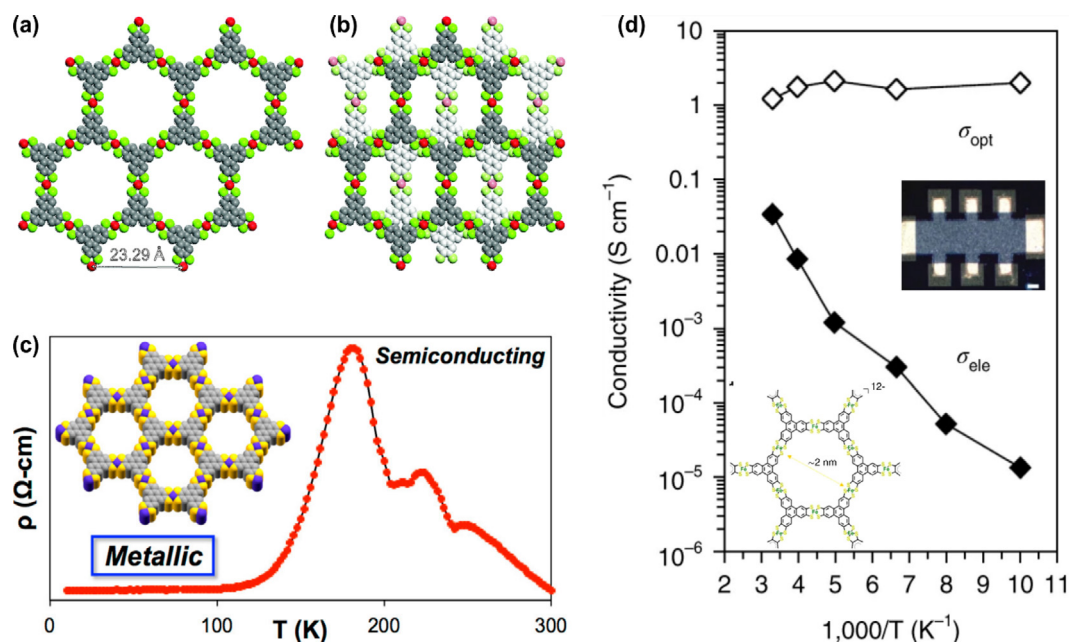 (a)
23.29 Å
(b)
(c)
Semiconducting
ρ (Ω-cm)
Metallic
0
100
200
300
T (K)
(d)
10
1
0.1
0.01
10⁻³
10⁻⁴
10⁻⁵
10⁻⁶
Conductivity (S cm⁻¹)
σopt
σele
12-
~2 nm
2 3 4 5 6 7 8 9 10 11
1,000/T (K⁻¹)